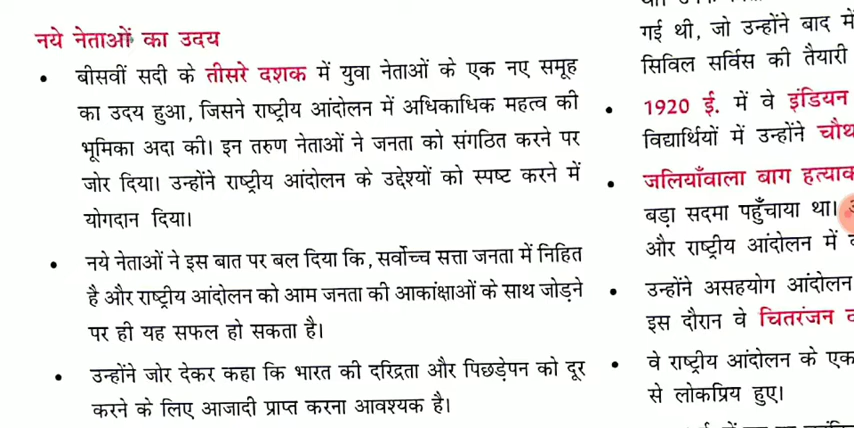 नये नेताओं का उदय
• बीसवीं सदी के तीसरे दशक में युवा नेताओं के एक नए समूह
का उदय हुआ, जिसने राष्ट्रीय आंदोलन में अधिकाधिक महत्व की
भूमिका अदा की। इन तरुण नेताओं ने जनता को संगठित करने पर
जोर दिया। उन्होंने राष्ट्रीय आंदोलन के उद्देश्यों को स्पष्ट करने में
योगदान दिया।
• नये नेताओं ने इस बात पर बल दिया कि, सर्वोच्च सत्ता जनता में निहित
है और राष्ट्रीय आंदोलन को आम जनता की आकांक्षाओं के साथ जोड़ने
पर ही यह सफल हो सकता है।
• उन्होंने जोर देकर कहा कि भारत की दरिद्रता और पिछड़ेपन को दूर
करने के लिए आजादी प्राप्त करना आवश्यक है।
गई थी, जो उन्होंने बाद में
सिविल सर्विस की तैयारी
• 1920 ई. में वे इंडियन
विद्यार्थियों में उन्होंने
• जलियाँवाला बाग
बड़ा सदमा पहुँचाया था।
और राष्ट्रीय आंदोलन में
• उन्होंने असहयोग आंदोलन
इस दौरान वे चितरंजन
• वे राष्ट्रीय आंदोलन के एक
से लोकप्रिय हुए।